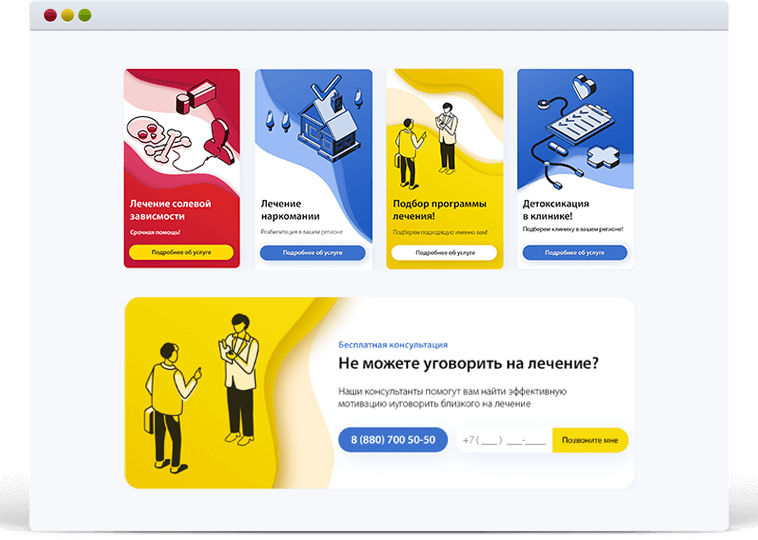 Лечение солевой
зависмости
Срочная помощь!
Подробнее об услуге
Лечение
наркомании
Реабилитация в вашем регионе
Подробнее об услуге
Подбор программы
лечения!
Подберем подходящую именно вам!
Подробнее об услуге
Детоксикация
в клинике!
Подберем клинику в вашем регионе!
Подробнее об услуге
Бесплатная консультация
Не можете уговорить на лечение?
Наши консультанты помогут вам найти эффективную
мотивацию иуговорить близкого на лечение
8 (880) 700 50-50
+7 ( ___ ) ___-____
Позвоните мне